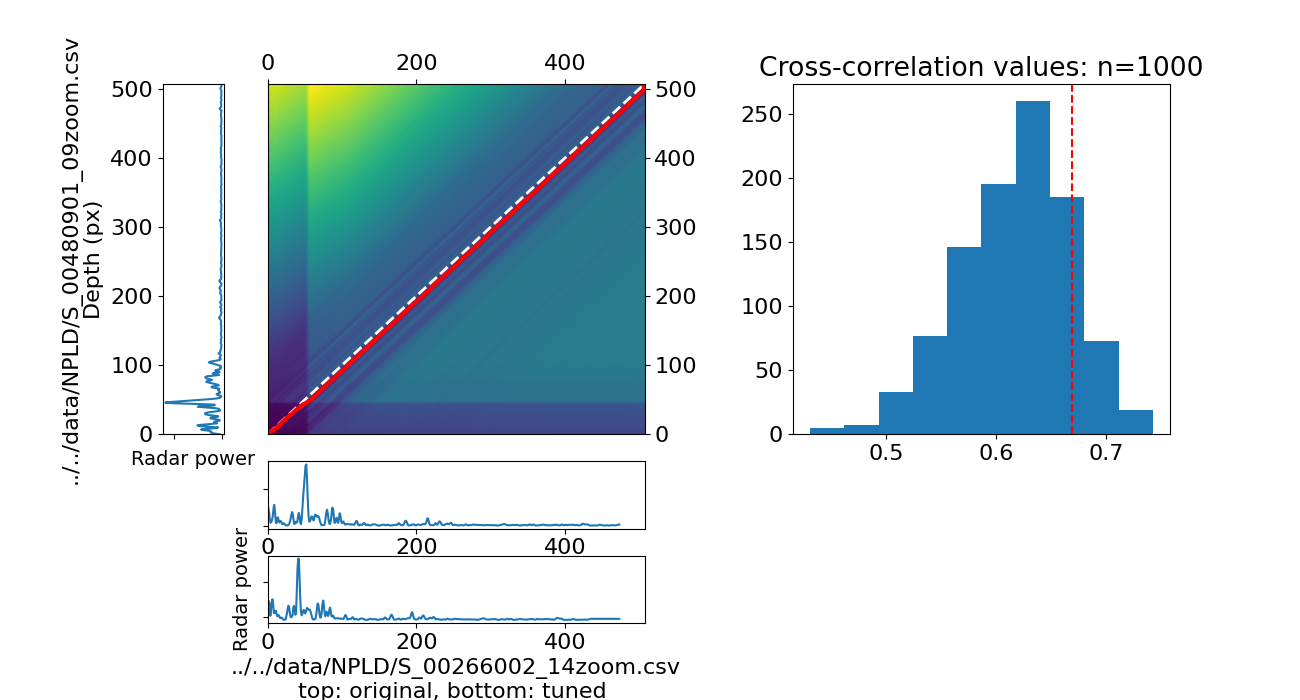 ../../data/NPLD/S_00480901_09zoom.csv
Depth (px)
500
400
300
200
100
0
Radar power
0 200 400
500
400
300
200
100
0
Cross-correlation values: n=1000
250
200
150
100
50
0
0.5 0.6 0.7
0 200 400
Radar power
0 200 400
../../data/NPLD/S_00266002_14zoom.csv
top: original, bottom: tuned